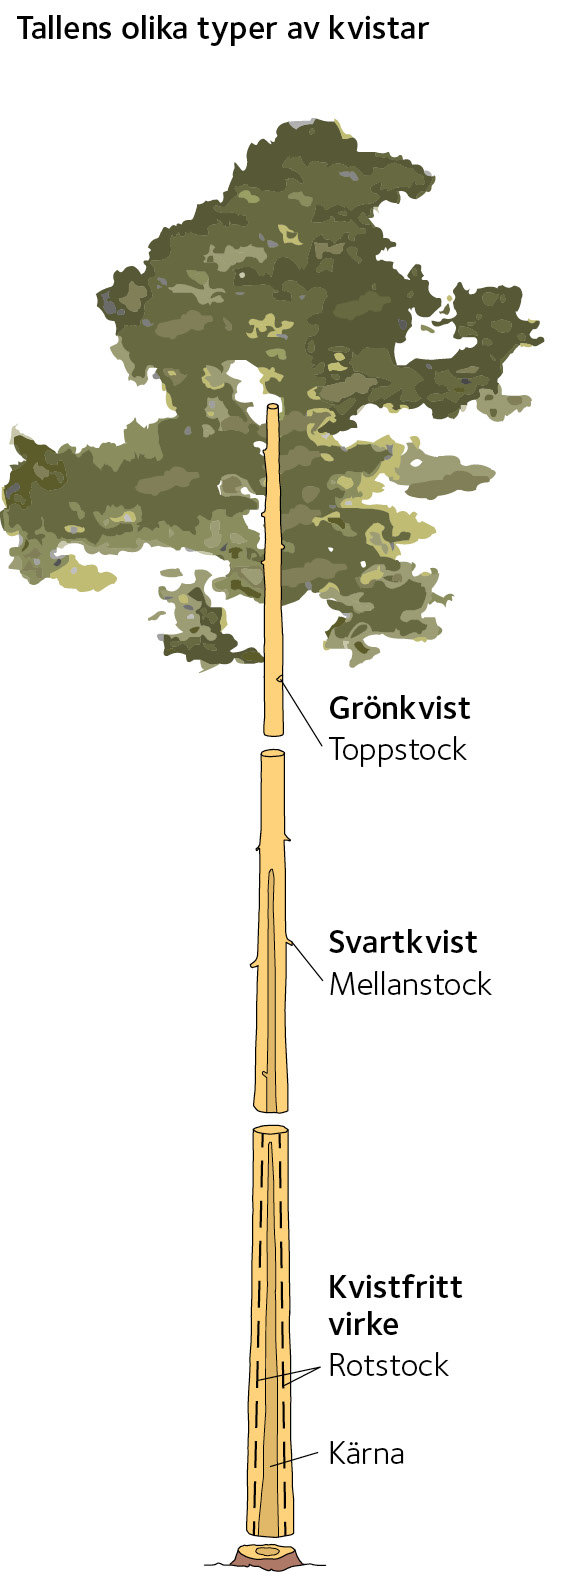 Tallens olika typer av kvistar
Grönkvist
Toppstock
Svartkvist
Mellanstock
Kvistfritt
virke
Rotstock
Kärna